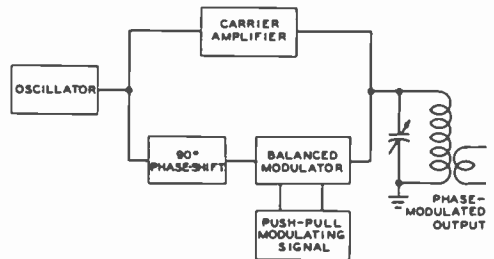 CARRIER
AMPLIFIER
OSCILLATOR
90°
PHASE-SHIFT
BALANCED
MODULATOR
PUSH-PULL
MODULATING
SIGNAL
PHASE-
MODULATED
OUTPUT